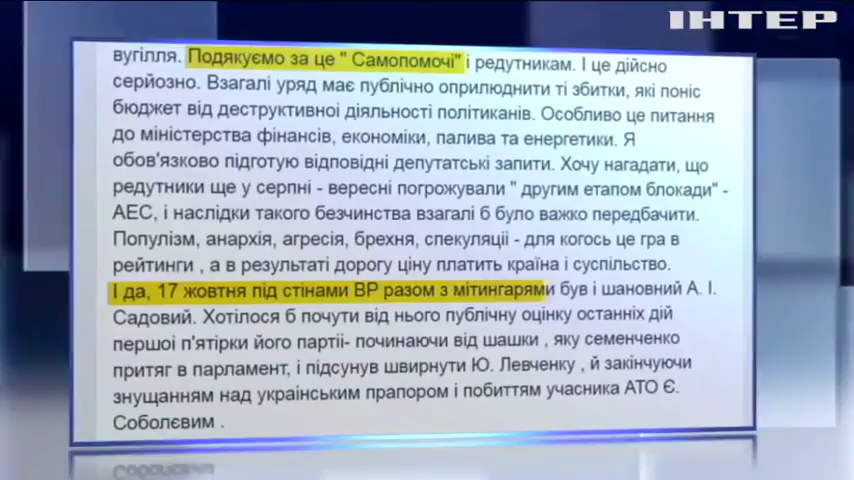 ІНТЕР
вугілля. Подякуємо за це " Самопомочі" і редутникам. І це дійсно
серйозно. Взагалі уряд має публічно оприлюднити ті збитки, які поніс
бюджет від деструктивної діяльності політиканів. Особливо це питання
до міністерства фінансів, економіки, палива та енергетики. Я
обов'язково підготую відповідні депутатські запити. Хочу нагадати, що
редутники ще у серпні - вересні погрожували " другим етапом блокади" -
АЕС, і наслідки такого безчинства взагалі б було важко передбачити.
Популізм, анархія, агресія, брехня, спекуляціі - для когось це гра в
рейтинги , а в результаті дорогу ціну платить країна і суспільство.
І да, 17 жовтня під стінами ВР разом з мітингарями був і шановний А. І.
Садовий. Хотілося б почути від нього публічну оцінку останніх дій
першоі п'ятірки його партіі- починаючи від шашки , яку семенченко
притяг в парламент, і підсунув швирнути Ю. Левченку , й закінчуючи
знущанням над українським прапором і побиттям учасника АТО Є.
Соболєвим .